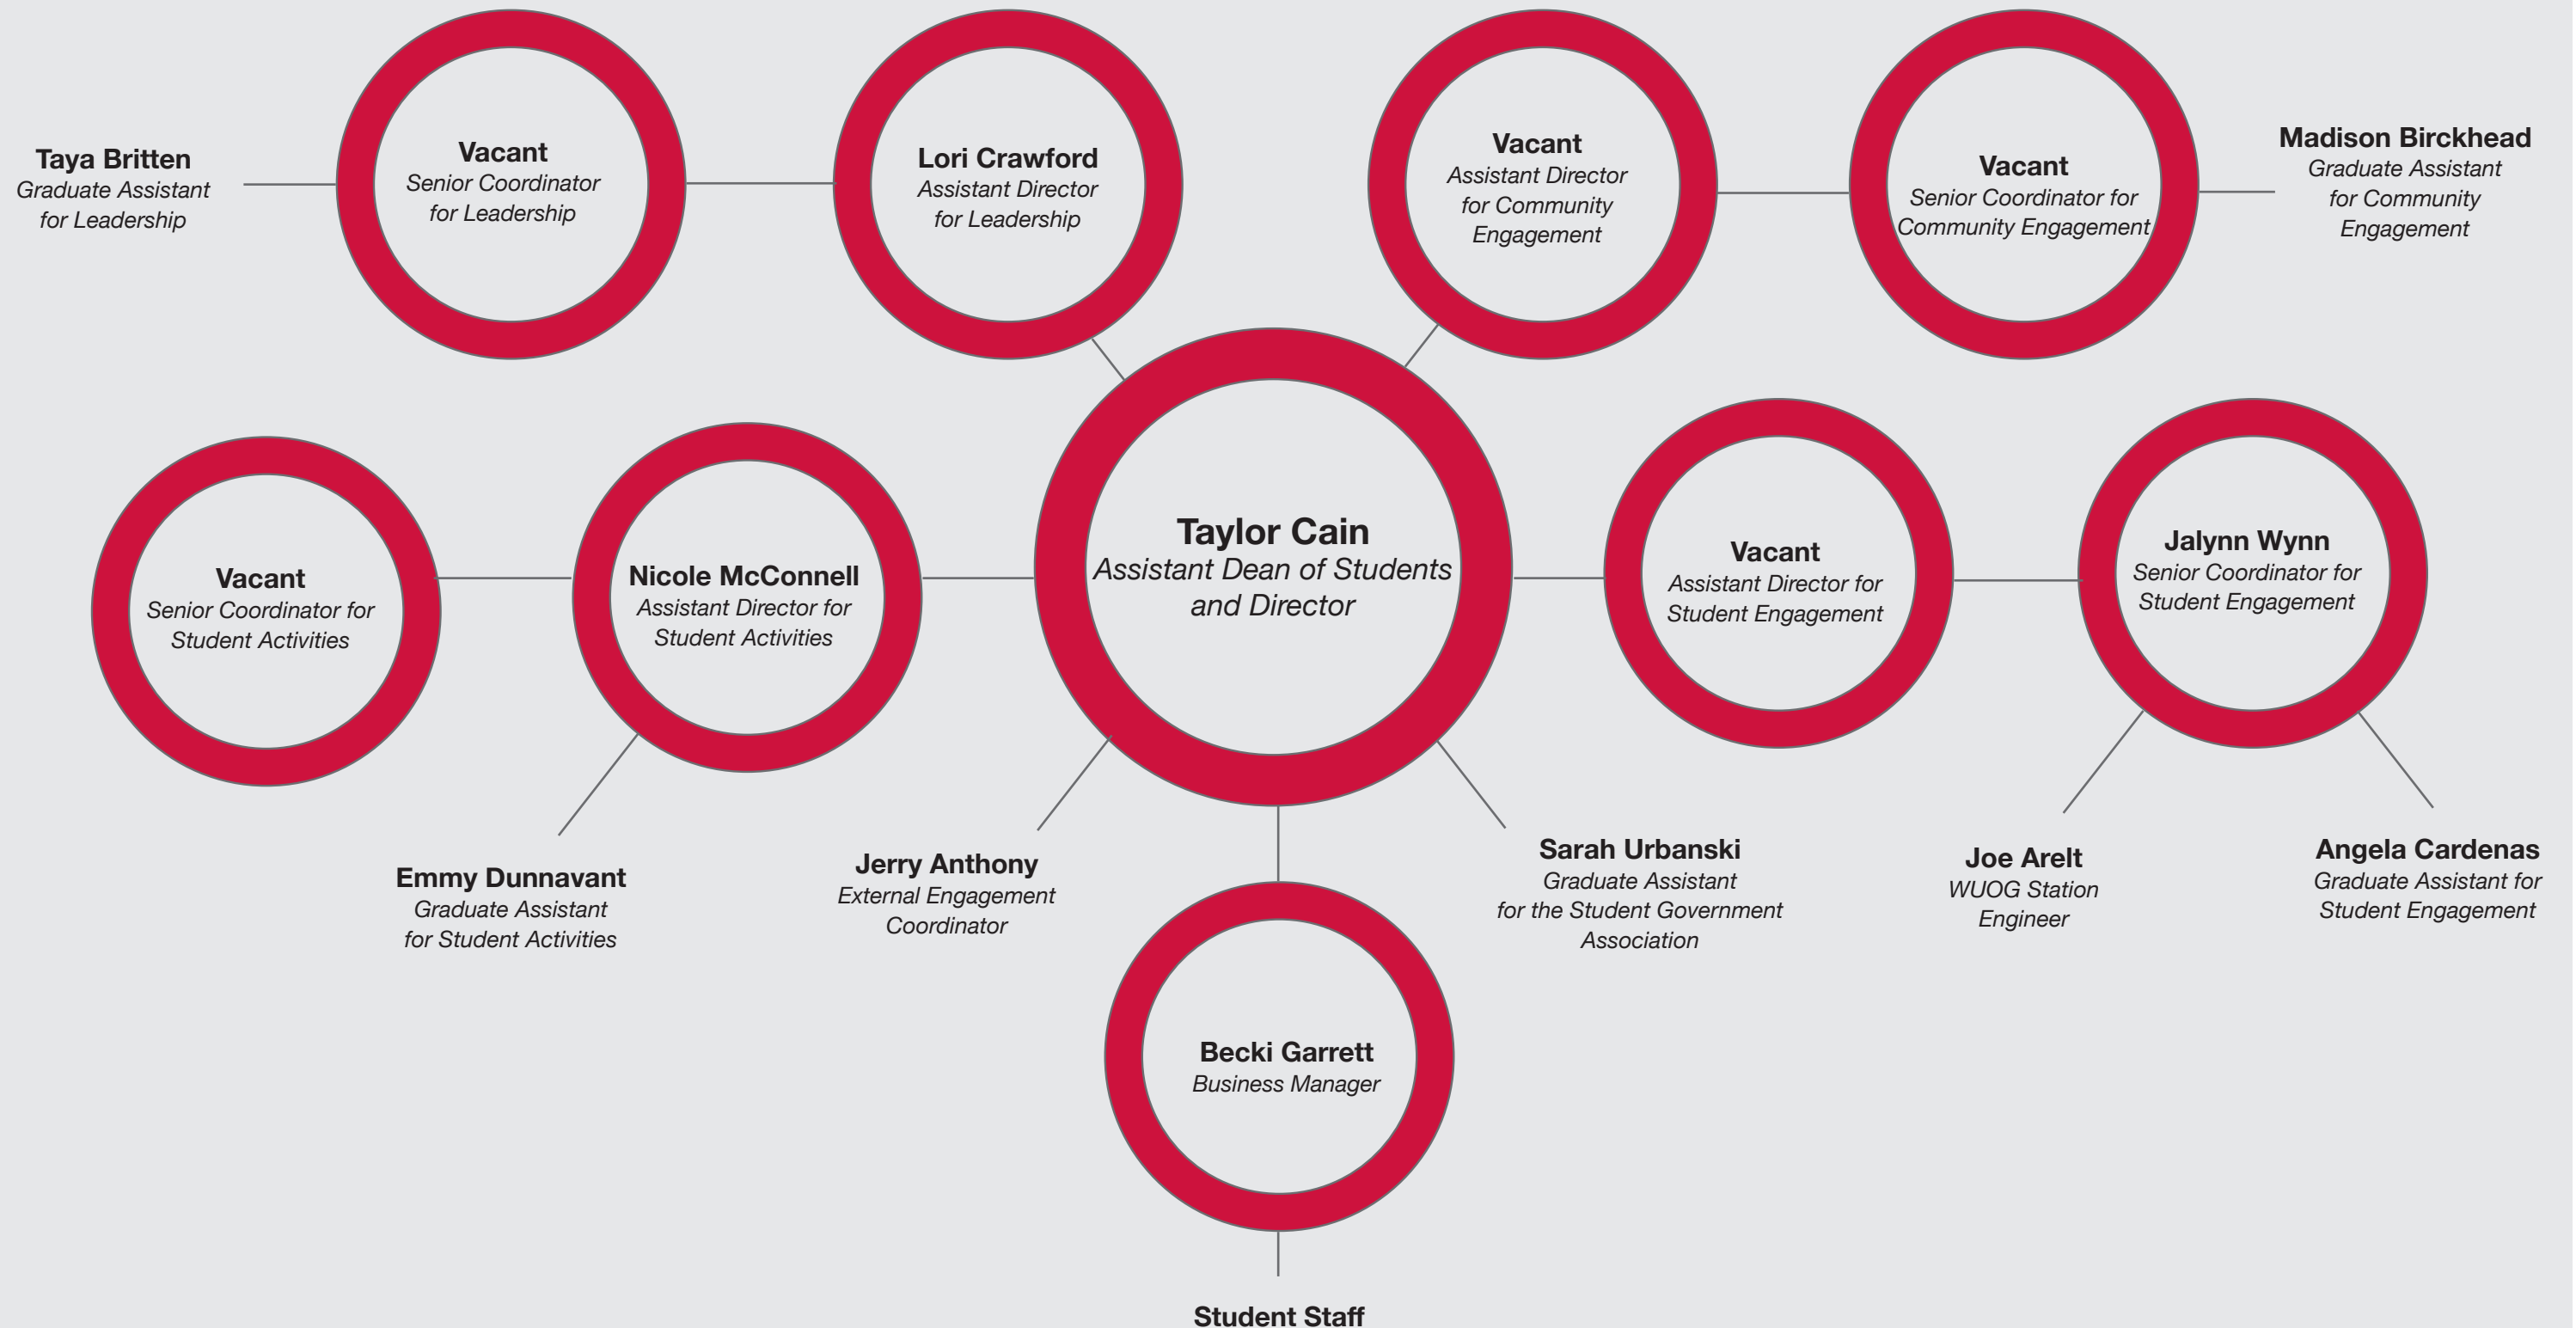 Taya Britten
Graduate Assistant
for Leadership
Vacant
Senior Coordinator
for Leadership
Lori Crawford
Assistant Director
for Leadership
Vacant
Assistant Director
for Community
Engagement
Vacant
Senior Coordinator for
Community Engagement
Madison Birckhead
Graduate Assistant
for Community
Engagement
Vacant
Senior Coordinator for
Student Activities
Nicole McConnell
Assistant Director for
Student Activities
Taylor Cain
Assistant Dean of Students
and Director
Vacant
Assistant Director for
Student Engagement
Jalynn Wynn
Senior Coordinator for
Student Engagement
Emmy Dunnavant
Graduate Assistant
for Student Activities
Jerry Anthony
External Engagement
Coordinator
Sarah Urbanski
Graduate Assistant
for the Student Government
Association
Joe Arelt
WUOG Station
Engineer
Angela Cardenas
Graduate Assistant for
Student Engagement
Becki Garrett
Business Manager
Student Staff